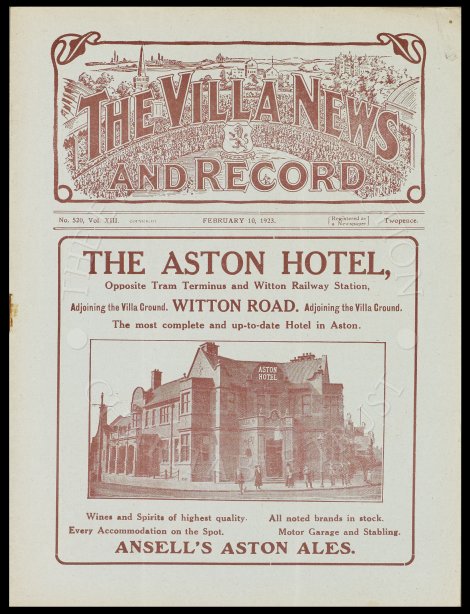 THE VILLA NEWS
AND RECORD
No. 520, Vol. XIII. COPYRIGHT FEBRUARY 10, 1923. [Registered as a Newspaper] Twopence.
THE ASTON HOTEL,
Opposite Tram Terminus and Witton Railway Station,
Adjoining the Villa Ground. WITTON ROAD. Adjoining the Villa Ground.
The most complete and up-to-date Hotel in Aston.
ASTON
HOTEL
Wines and Spirits of highest quality. All noted brands in stock.
Every Accommodation on the Spot. Motor Garage and Stabling.
ANSELL'S ASTON ALES.